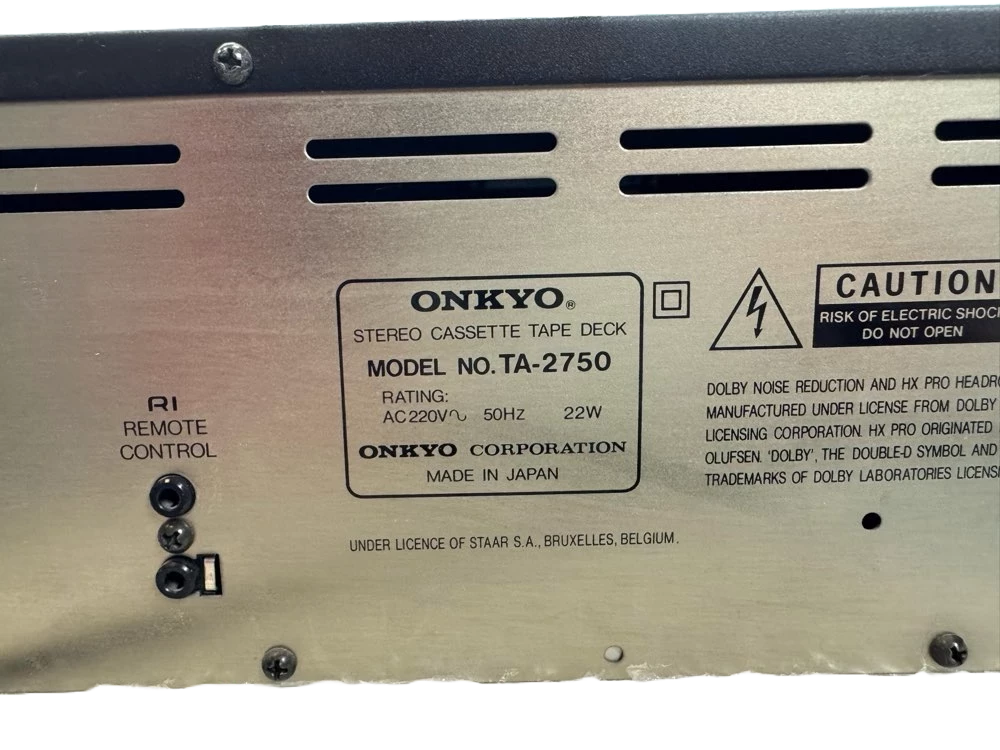 ONKYO®
STEREO CASSETTE TAPE DECK
MODEL NO. TA-2750
RATING:
AC 220V∿ 50Hz 22W
ONKYO CORPORATION
MADE IN JAPAN
UNDER LICENCE OF STAAR S.A., BRUXELLES, BELGIUM.
RI
REMOTE
CONTROL
CAUTION
RISK OF ELECTRIC SHOCK
DO NOT OPEN
DOLBY NOISE REDUCTION AND HX PRO
MANUFACTURED UNDER LICENSE FROM DOLBY
LICENSING CORPORATION. HX PRO ORIGINATED
OLUFSEN. 'DOLBY', THE DOUBLE-D SYMBOL AND
TRADEMARKS OF DOLBY LABORATORIES